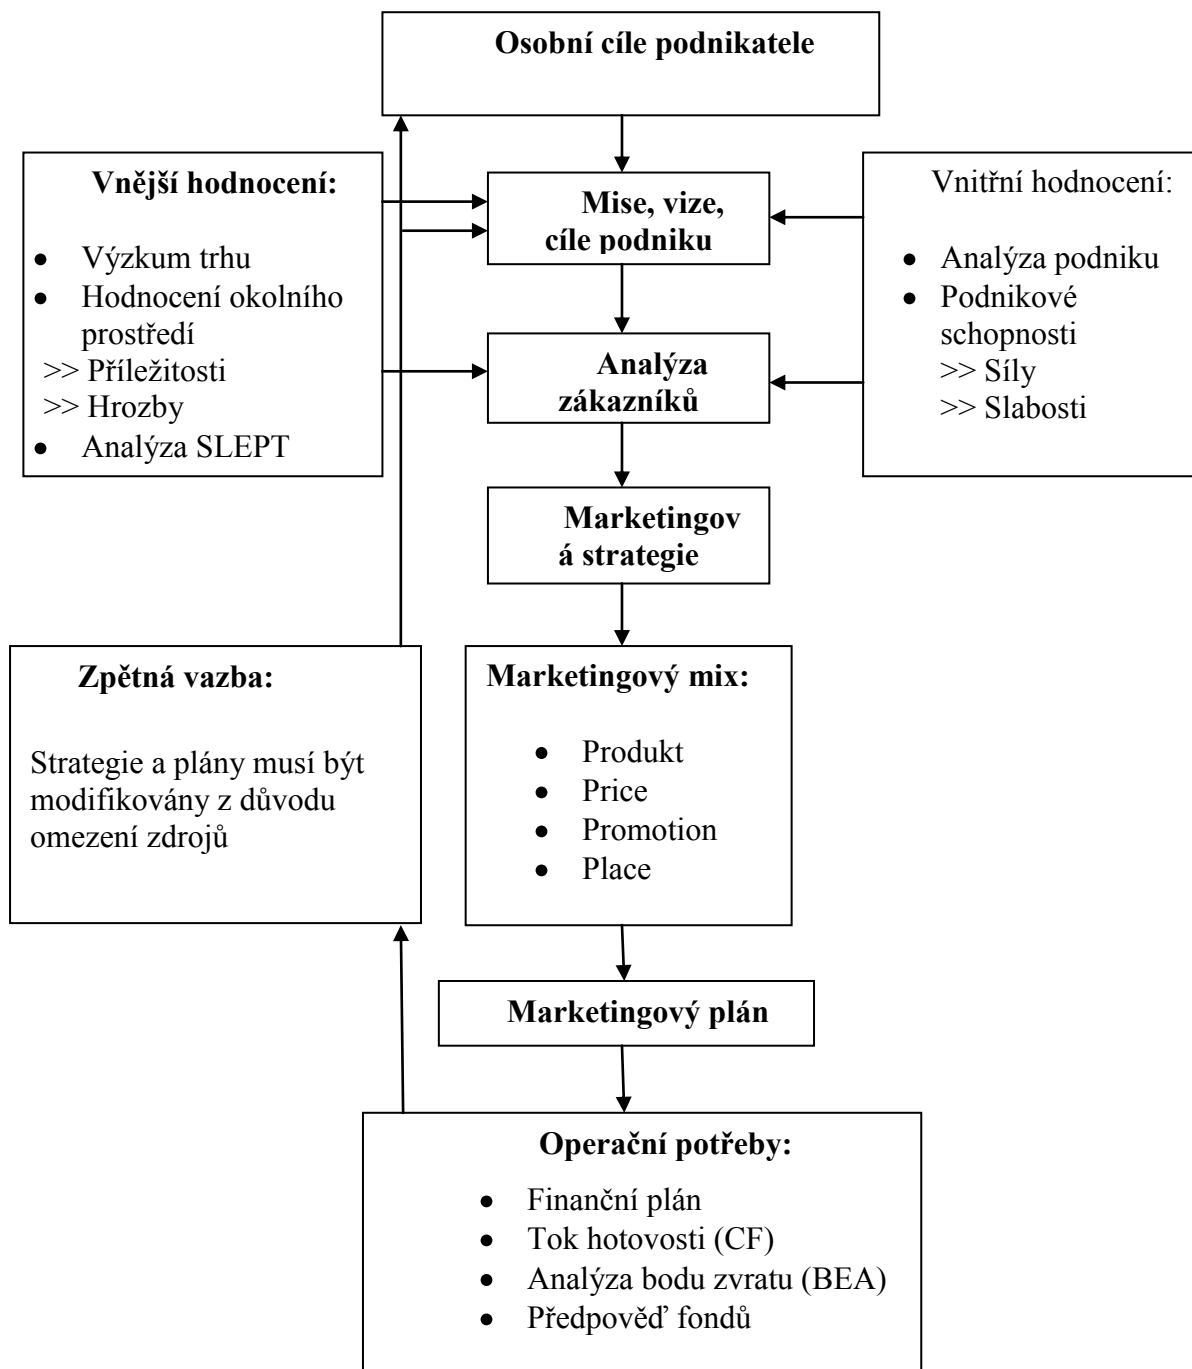 Osobní cíle podnikatele
Vnější hodnocení:
• Výzkum trhu
• Hodnocení okolního
prostředí
>> Příležitosti
>> Hrozby
• Analýza SLEPT
Mise, vize,
cíle podniku
Vnitřní hodnocení:
• Analýza podniku
• Podnikové
schopnosti
>> Síly
>> Slabosti
Analýza
zákazníků
Marketingov
á strategie
Zpětná vazba:
Strategie a plány musí být
modifikovány z důvodu
omezení zdrojů
Marketingový mix:
• Produkt
• Price
• Promotion
• Place
Marketingový plán
Operační potřeby:
• Finanční plán
• Tok hotovosti (CF)
• Analýza bodu zvratu (BEA)
• Předpověď fondů